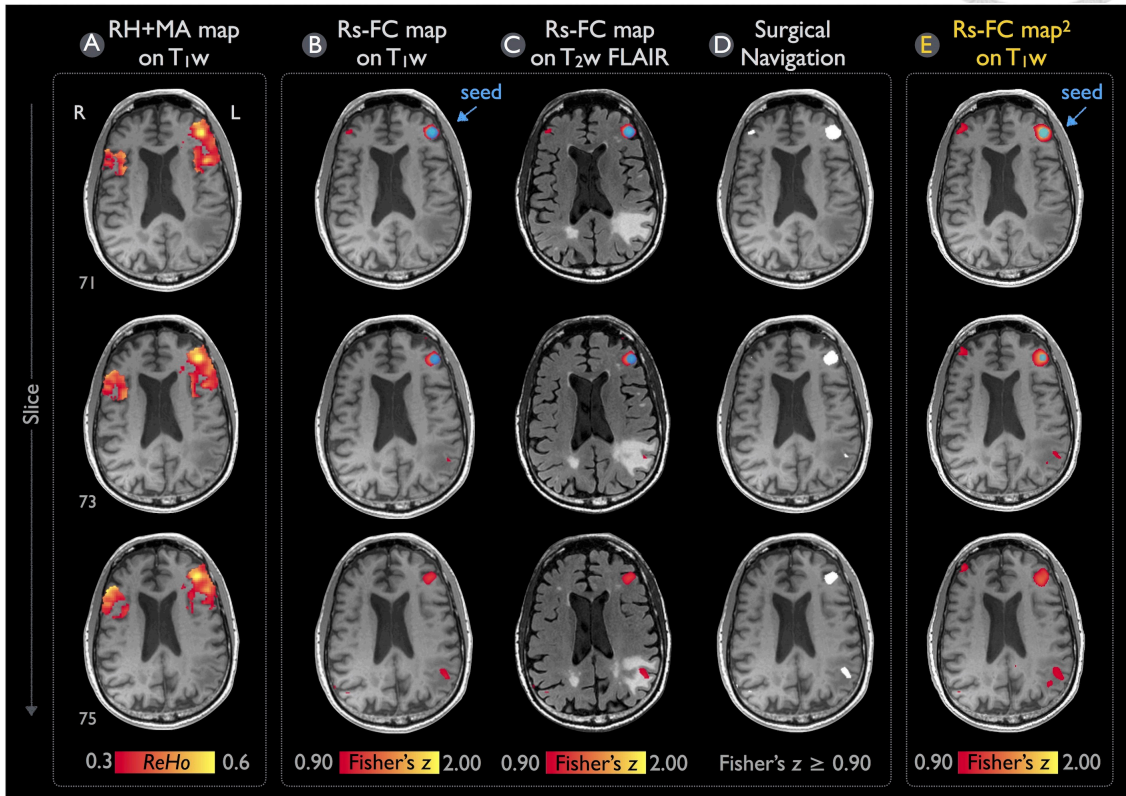 A RH+MA map
on T₁w
B Rs-FC map
on T₁w
C Rs-FC map
on T₂w FLAIR
D Surgical
Navigation
E Rs-FC map²
on T₁w
R L
seed
seed
71
Slice
73
75
0.3 ReHo 0.6
0.90 Fisher's z 2.00
0.90 Fisher's z 2.00
Fisher's z ≥ 0.90
0.90 Fisher's z 2.00